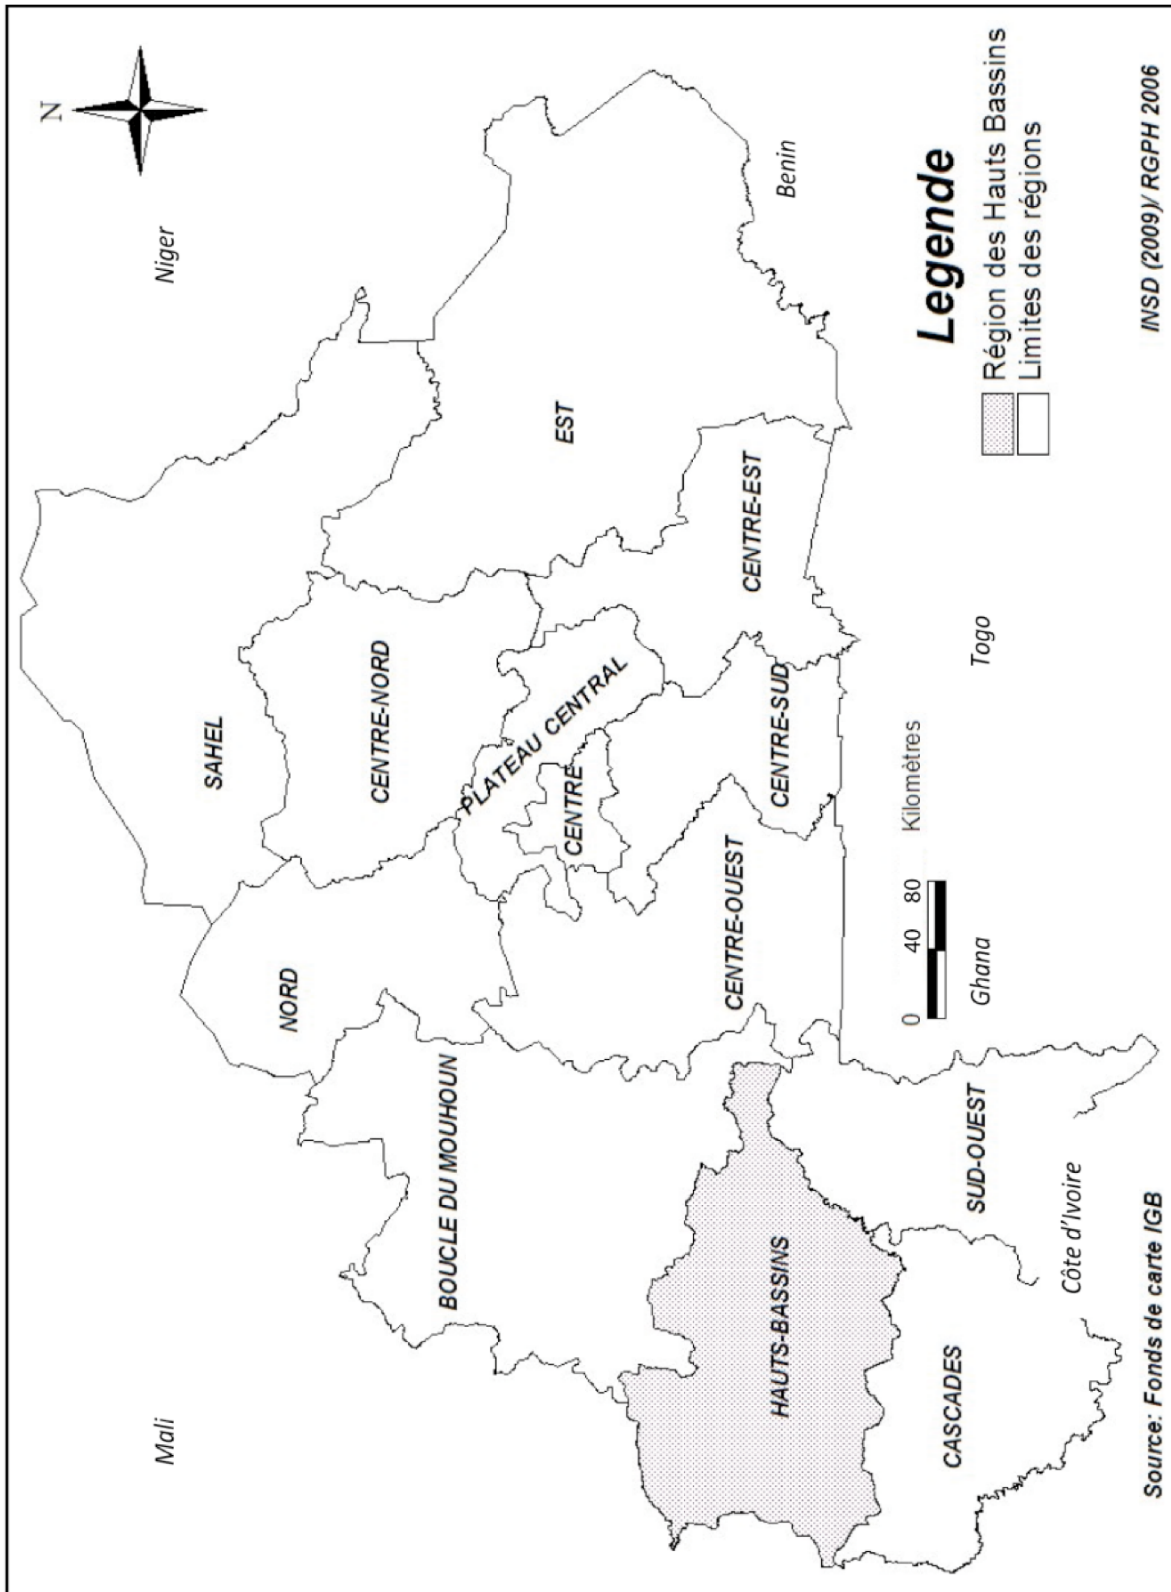 N
Niger
Mali
SAHEL
NORD
CENTRE-NORD
BOUCLE DU MOUHOUN
EST
PLATEAU CENTRAL
CENTRE
CENTRE-OUEST
CENTRE-SUD
CENTRE-EST
Benin
HAUTS-BASSINS
CASCADES
SUD-OUEST
Côte d'Ivoire
Ghana
Togo
0 40 80 Kilomètres
Legende
Région des Hauts Bassins
Limites des régions
Source: Fonds de carte IGB
INSD (2009)/ RGPH 2006